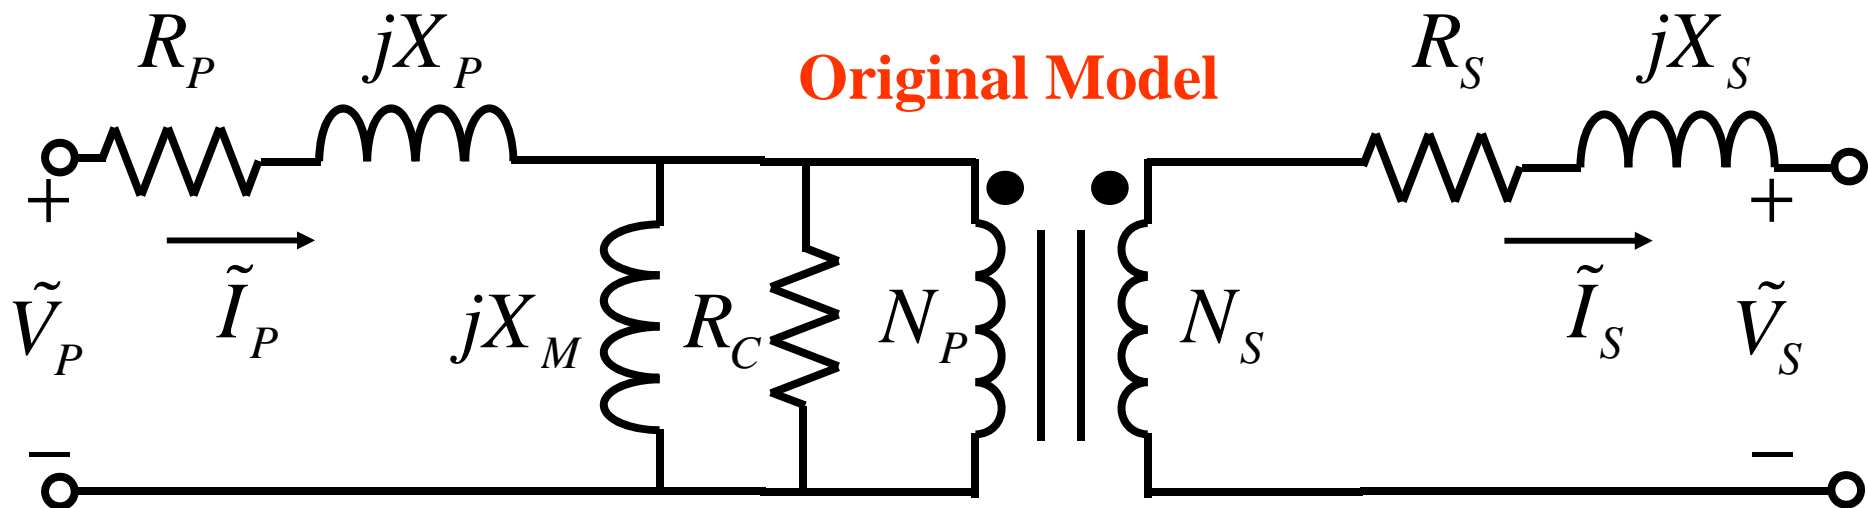 R_P jX_P Original Model R_S jX_S
+ +
Ṽ_P Ĩ_P jX_M R_C N_P N_S Ĩ_S Ṽ_S
− −